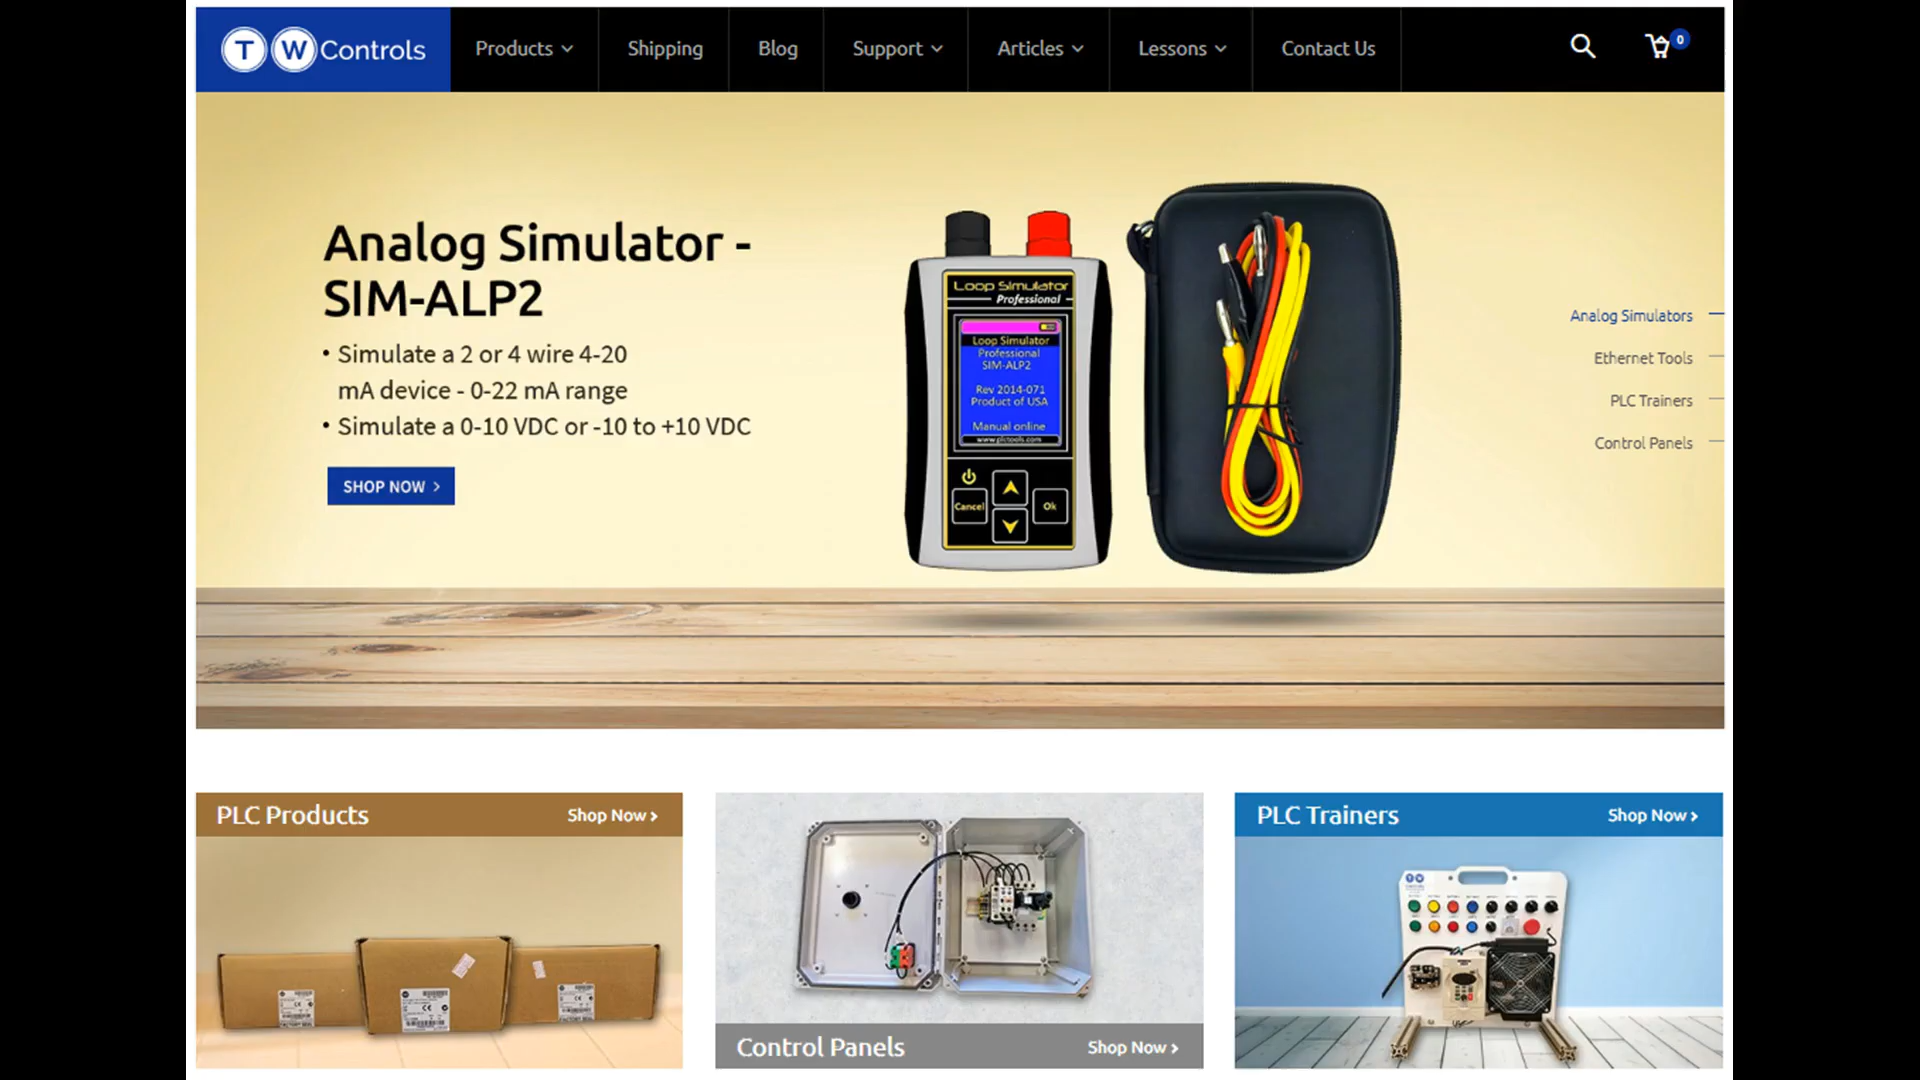 TW Controls
Products
Shipping
Blog
Support
Articles
Lessons
Contact Us
0
Analog Simulator -
SIM-ALP2
• Simulate a 2 or 4 wire 4-20
mA device - 0-22 mA range
• Simulate a 0-10 VDC or -10 to +10 VDC
SHOP NOW >
Loop Simulator
Professional
Loop Simulator
Professional
SIM-ALP2
Rev 2014-071
Product of USA
Manual online
www.plctools.com
Cancel
Ok
Analog Simulators
Ethernet Tools
PLC Trainers
Control Panels
PLC Products
Shop Now >
Control Panels
Shop Now >
PLC Trainers
Shop Now >